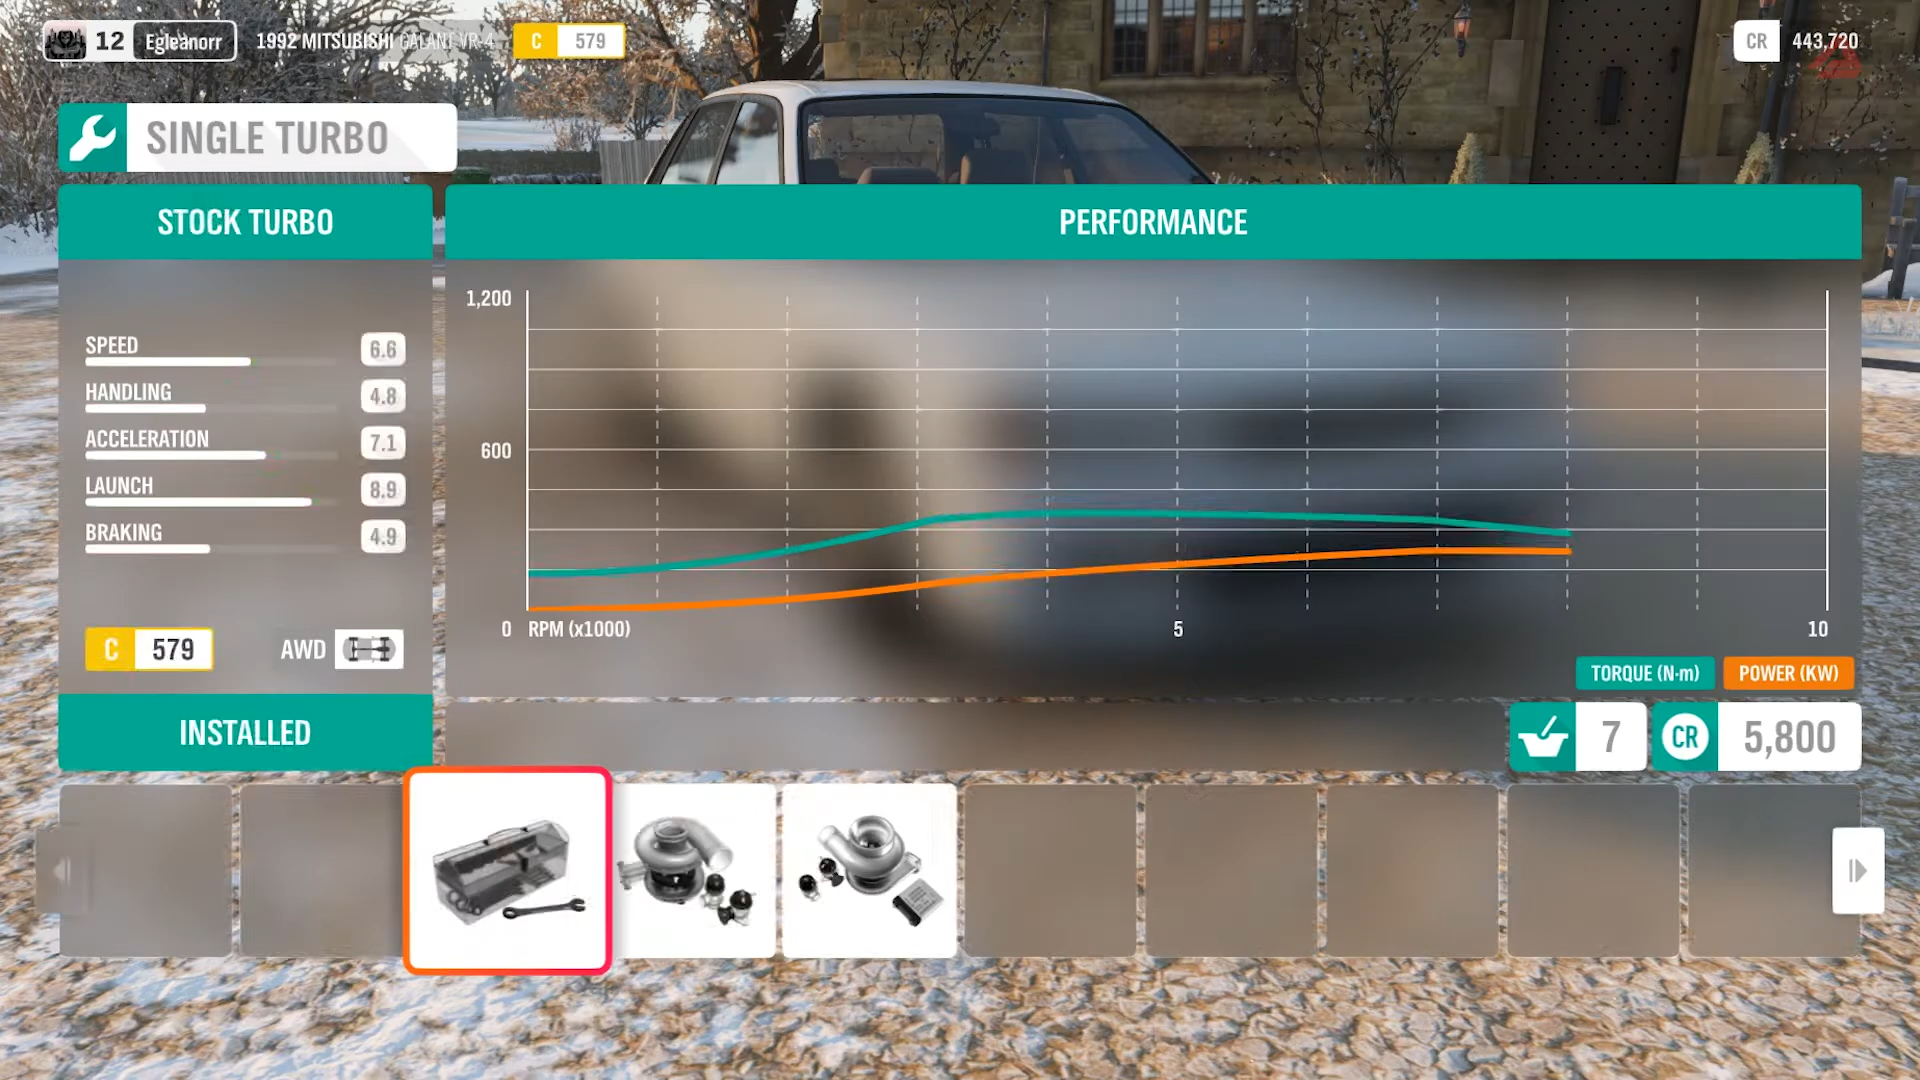 12 Egleanorr 1992 MITSUBISHI GALANT VR-4 C 579 CR 443,720
SINGLE TURBO
STOCK TURBO
PERFORMANCE
SPEED 6.6
HANDLING 4.8
ACCELERATION 7.1
LAUNCH 8.9
BRAKING 4.9
C 579 AWD
INSTALLED
1,200
600
0 RPM (x1000) 5 10
TORQUE (N·m) POWER (KW)
7 CR 5,800